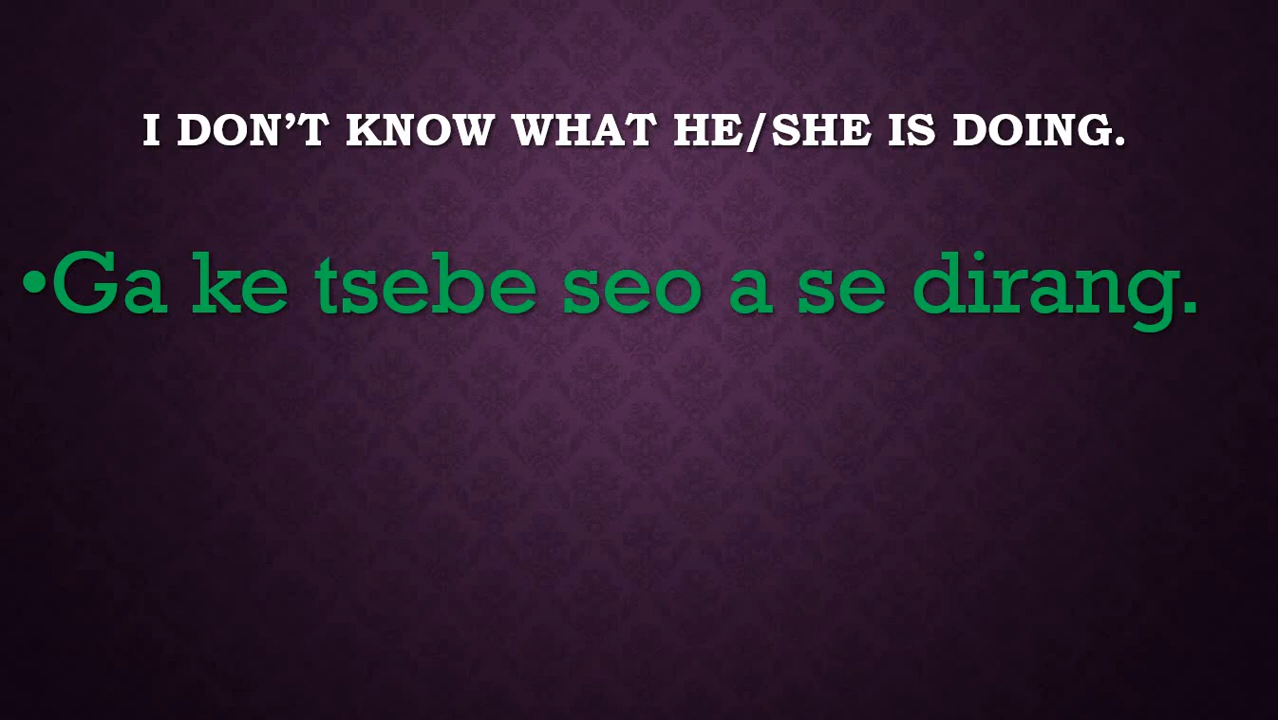 I DON’T KNOW WHAT HE/SHE IS DOING.
•Ga ke tsebe seo a se dirang.